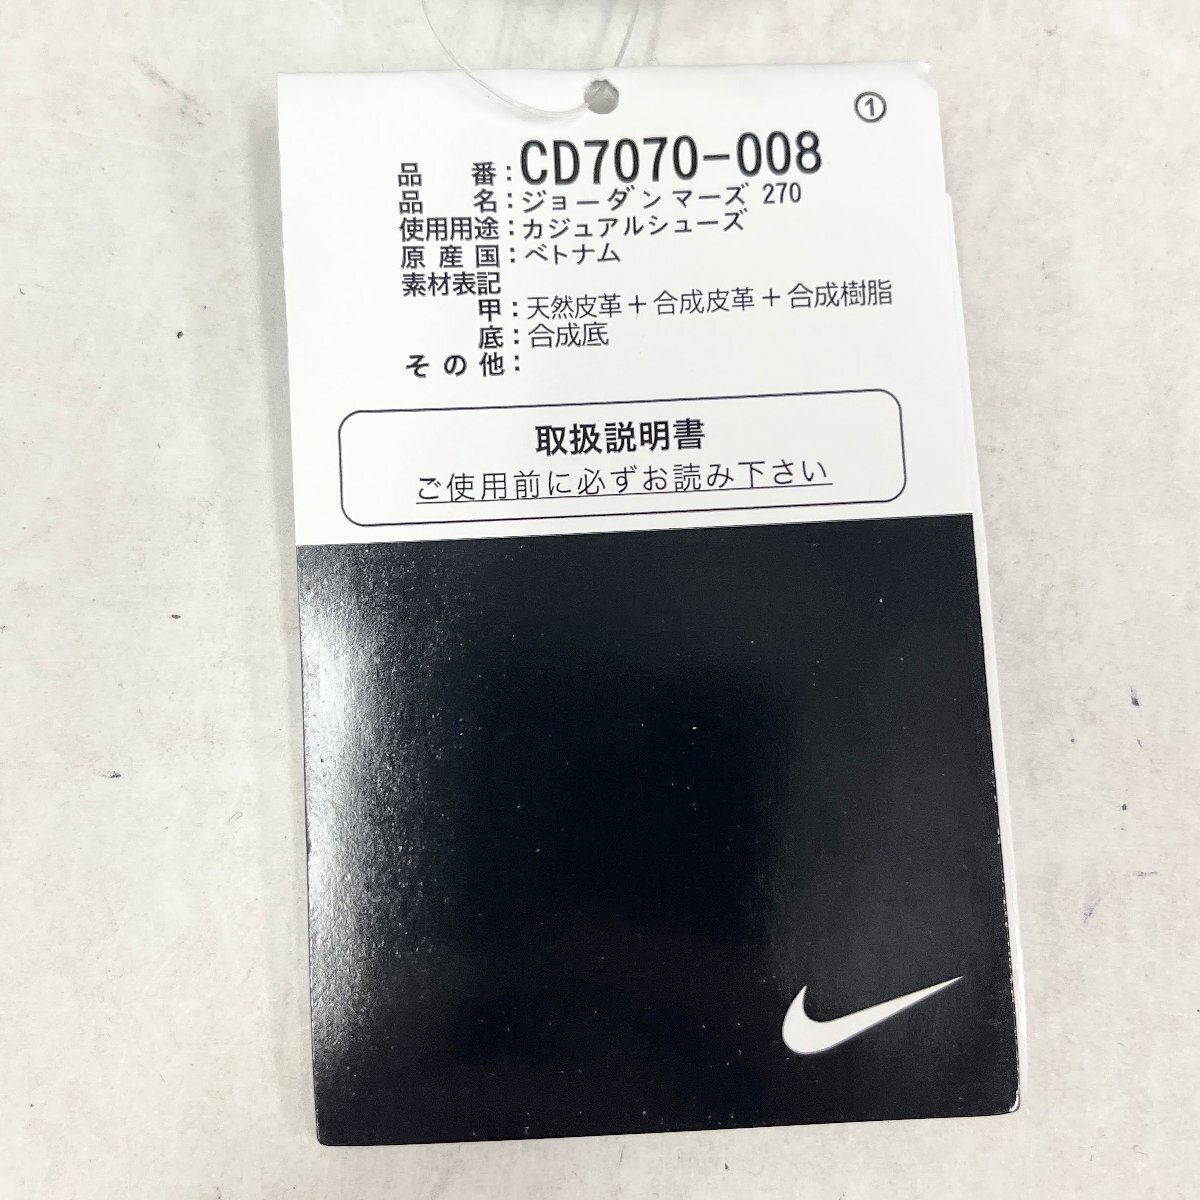 ①
品番：CD7070-008
品名：ジョーダン マーズ 270
使用用途：カジュアルシューズ
原産国：ベトナム
素材表記
甲：天然皮革＋合成皮革＋合成樹脂
底：合成底
その他：
取扱説明書
ご使用前に必ずお読み下さい